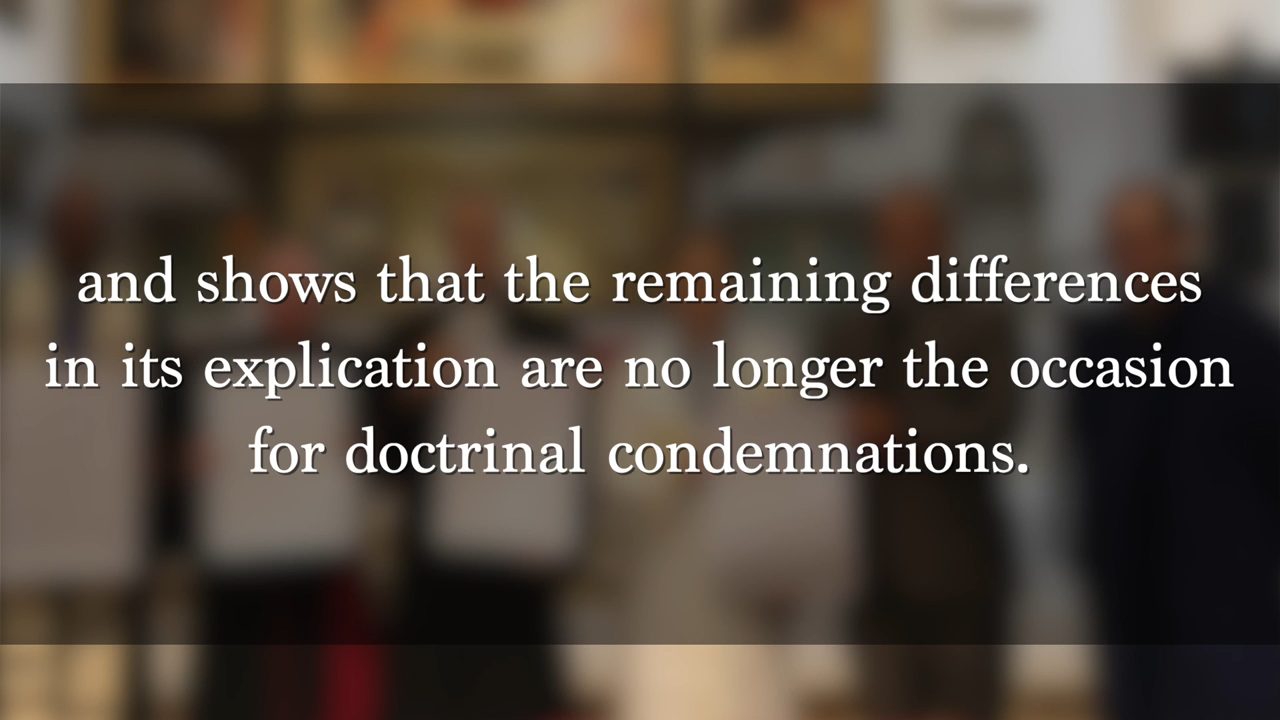 and shows that the remaining differences
in its explication are no longer the occasion
for doctrinal condemnations.